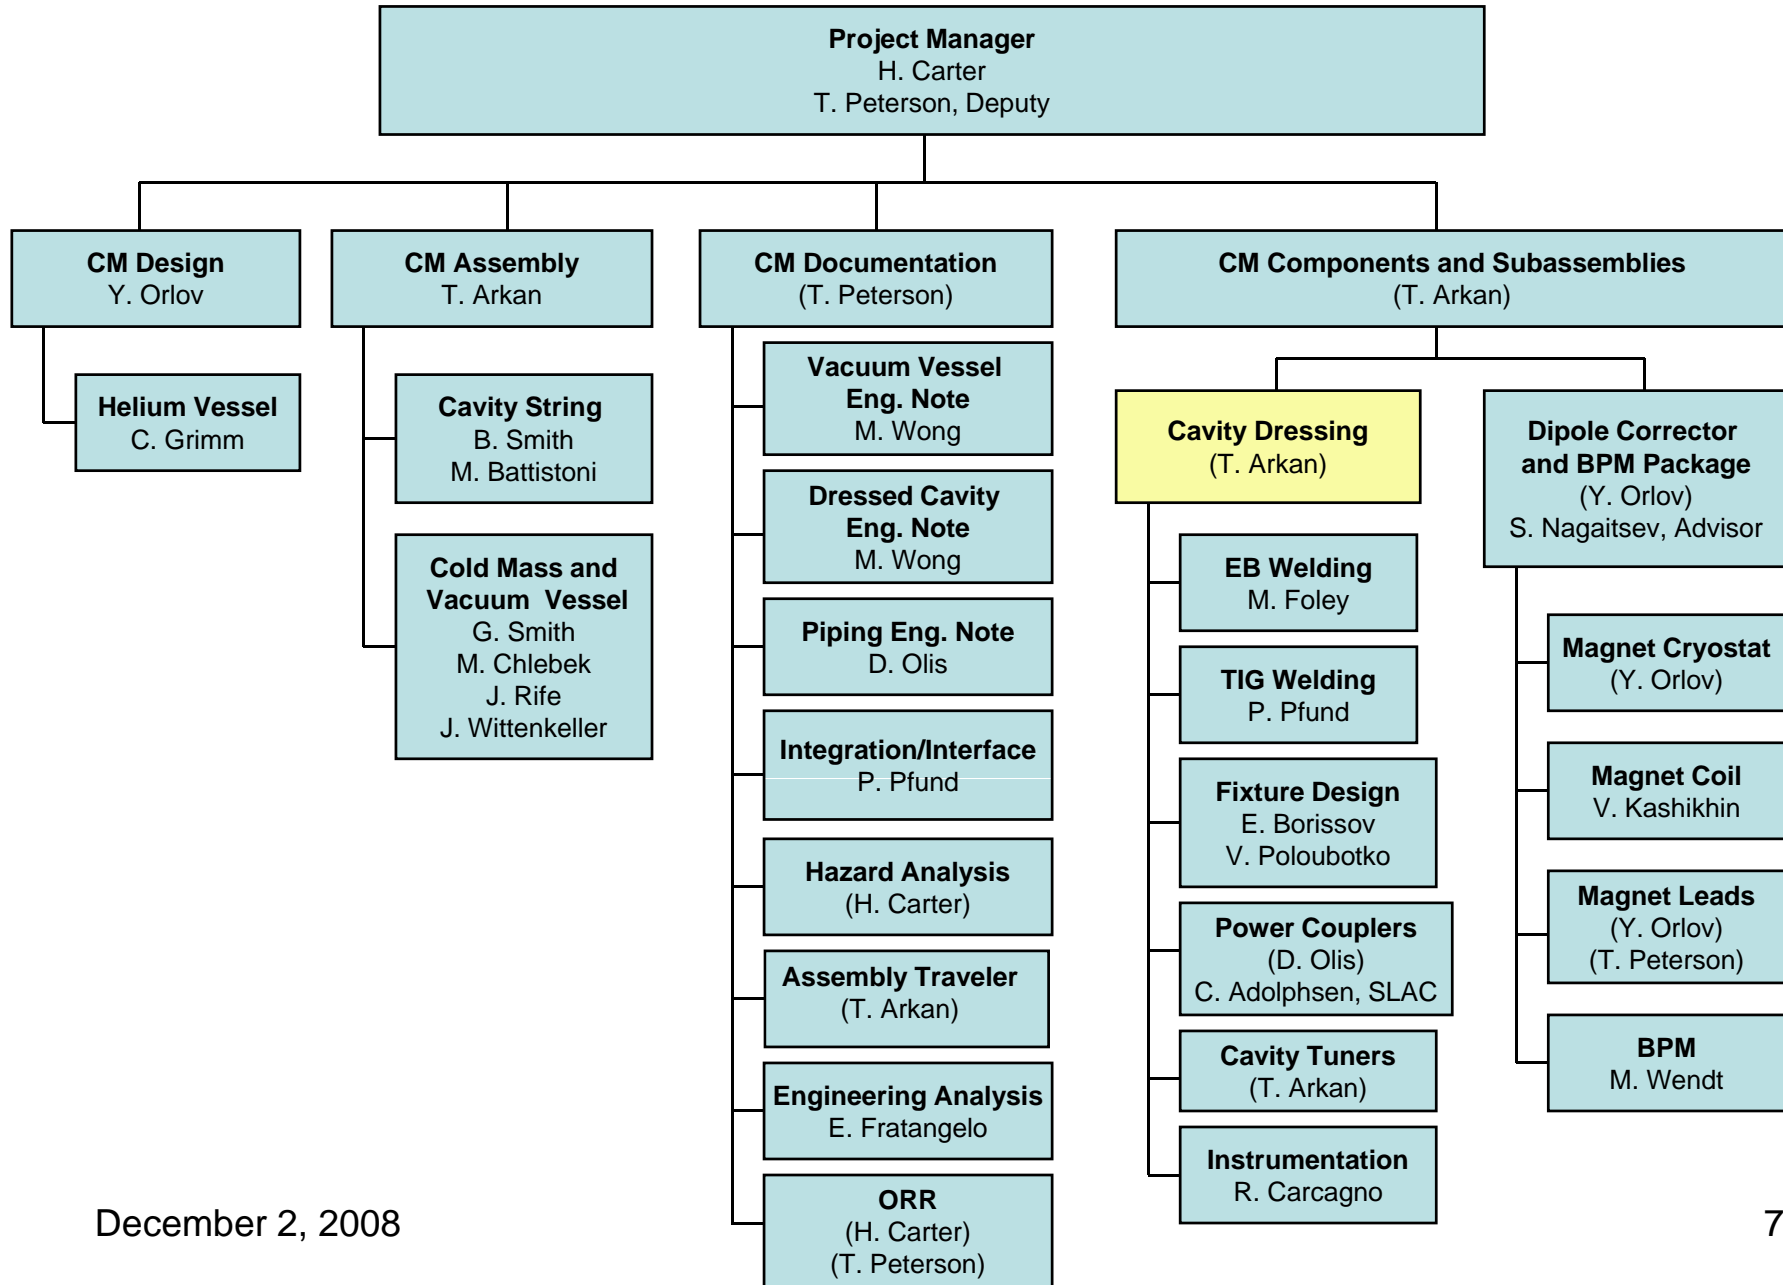 Project Manager
H. Carter
T. Peterson, Deputy
CM Design
Y. Orlov
CM Assembly
T. Arkan
CM Documentation
(T. Peterson)
CM Components and Subassemblies
(T. Arkan)
Helium Vessel
C. Grimm
Cavity String
B. Smith
M. Battistoni
Cold Mass and
Vacuum Vessel
G. Smith
M. Chlebek
J. Rife
J. Wittenkeller
Vacuum Vessel
Eng. Note
M. Wong
Dressed Cavity
Eng. Note
M. Wong
Piping Eng. Note
D. Olis
Integration/Interface
P. Pfund
Hazard Analysis
(H. Carter)
Assembly Traveler
(T. Arkan)
Engineering Analysis
E. Fratangelo
ORR
(H. Carter)
(T. Peterson)
Cavity Dressing
(T. Arkan)
EB Welding
M. Foley
TIG Welding
P. Pfund
Fixture Design
E. Borissov
V. Poloubotko
Power Couplers
(D. Olis)
C. Adolphsen, SLAC
Cavity Tuners
(T. Arkan)
Instrumentation
R. Carcagno
Dipole Corrector
and BPM Package
(Y. Orlov)
S. Nagaitsev, Advisor
Magnet Cryostat
(Y. Orlov)
Magnet Coil
V. Kashikhin
Magnet Leads
(Y. Orlov)
(T. Peterson)
BPM
M. Wendt
December 2, 2008
7